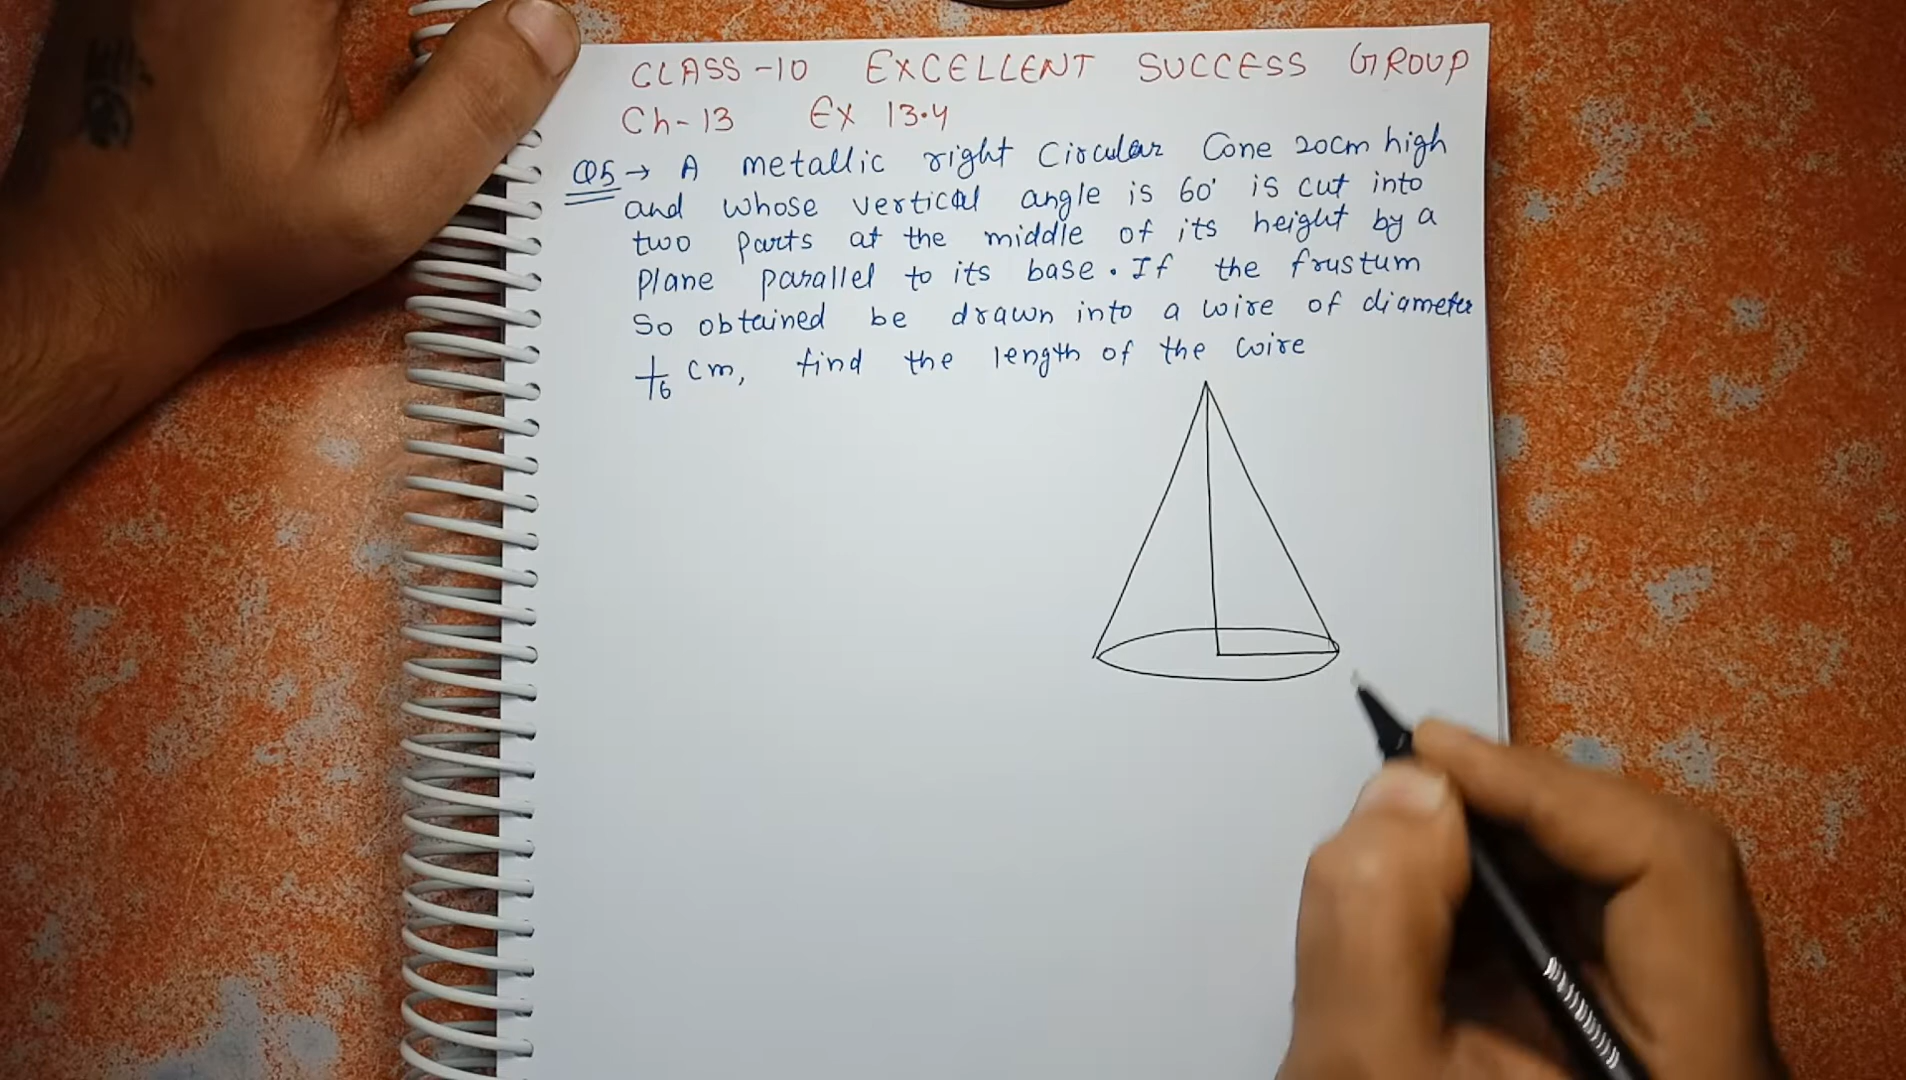 CLASS-10 EXCELLENT SUCCESS GROUP
Ch-13 Ex 13.4
Q5 → A metallic right Circular Cone 20cm high
and whose vertical angle is 60° is cut into
two parts at the middle of its height by a
plane parallel to its base. If the frustum
So obtained be drawn into a wire of diameter
1/16 cm, find the length of the wire